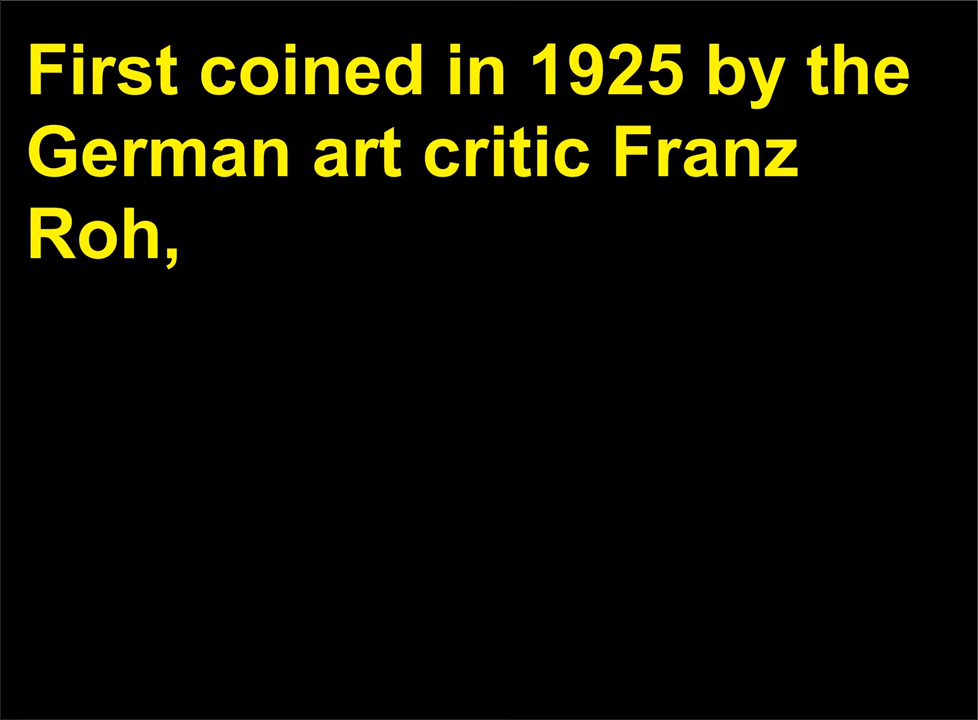 First coined in 1925 by the
German art critic Franz
Roh,